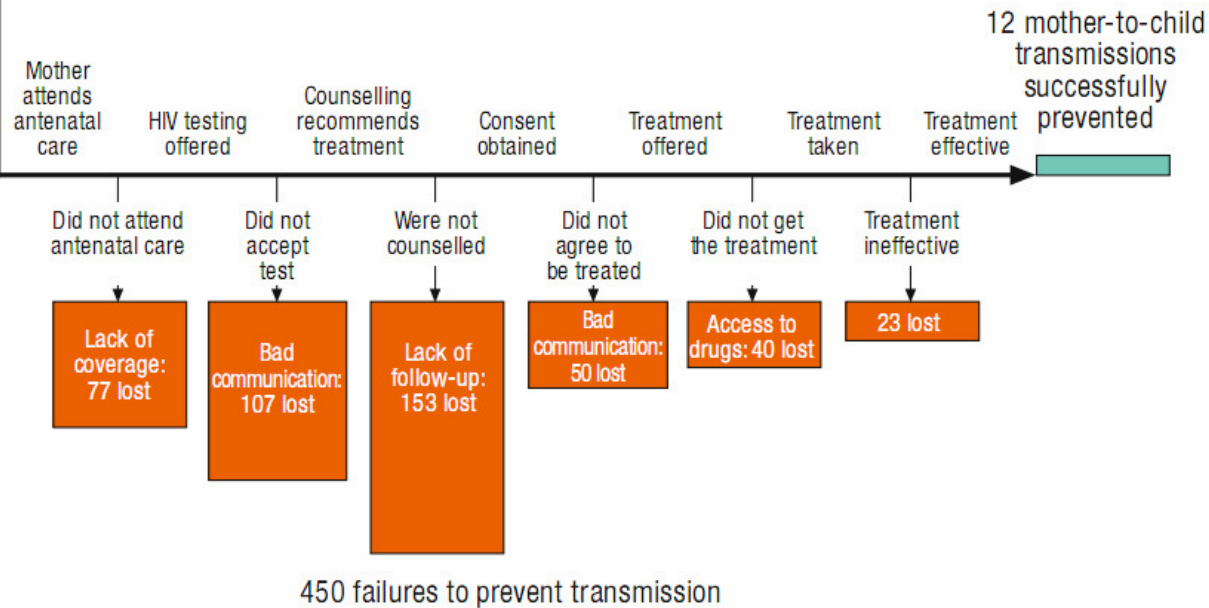 12 mother-to-child
transmissions
successfully
prevented
Mother
attends
antenatal
care
HIV testing
offered
Counselling
recommends
treatment
Consent
obtained
Treatment
offered
Treatment
taken
Treatment
effective
Did not attend
antenatal care
Did not
accept
test
Were not
counselled
Did not
agree to
be treated
Did not get
the treatment
Treatment
ineffective
Lack of
coverage:
77 lost
Bad
communication:
107 lost
Lack of
follow-up:
153 lost
Bad
communication:
50 lost
Access to
drugs: 40 lost
23 lost
450 failures to prevent transmission